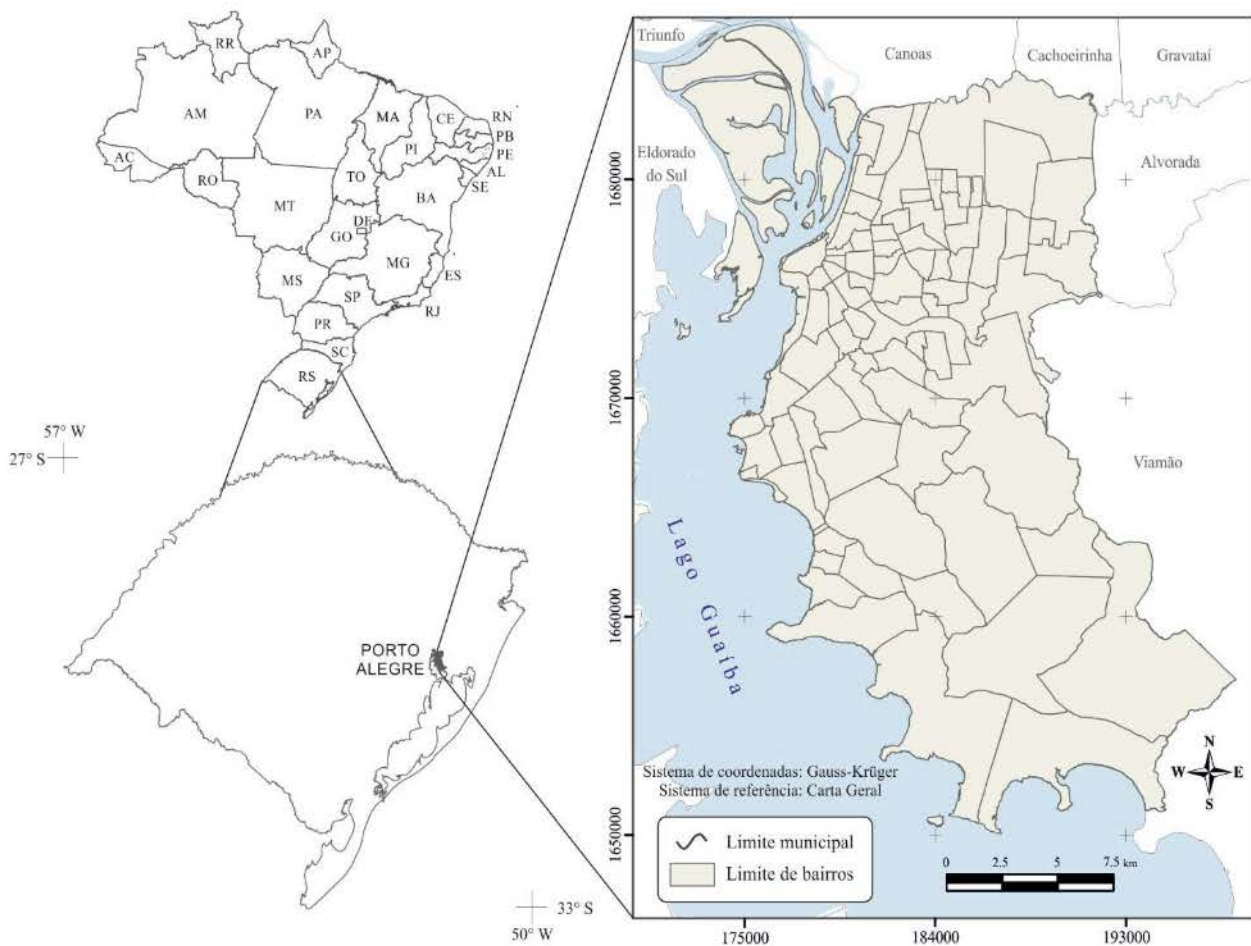 RR
AP
AM
PA
MA
CE
RN
PB
PE
AL
SE
PI
AC
RO
TO
BA
MT
DF
GO
MG
ES
MS
SP
RJ
PR
SC
RS
57° W
27° S
PORTO
ALEGRE
33° S
50° W
Triunfo
Canoas
Cachoeirinha
Gravataí
Eldorado
do Sul
Alvorada
Viamão
Lago Guaíba
1680000
1670000
1660000
1650000
Sistema de coordenadas: Gauss-Krüger
Sistema de referência: Carta Geral
Limite municipal
Limite de bairros
N
W
E
S
0 2.5 5 7.5 km
175000
184000
193000